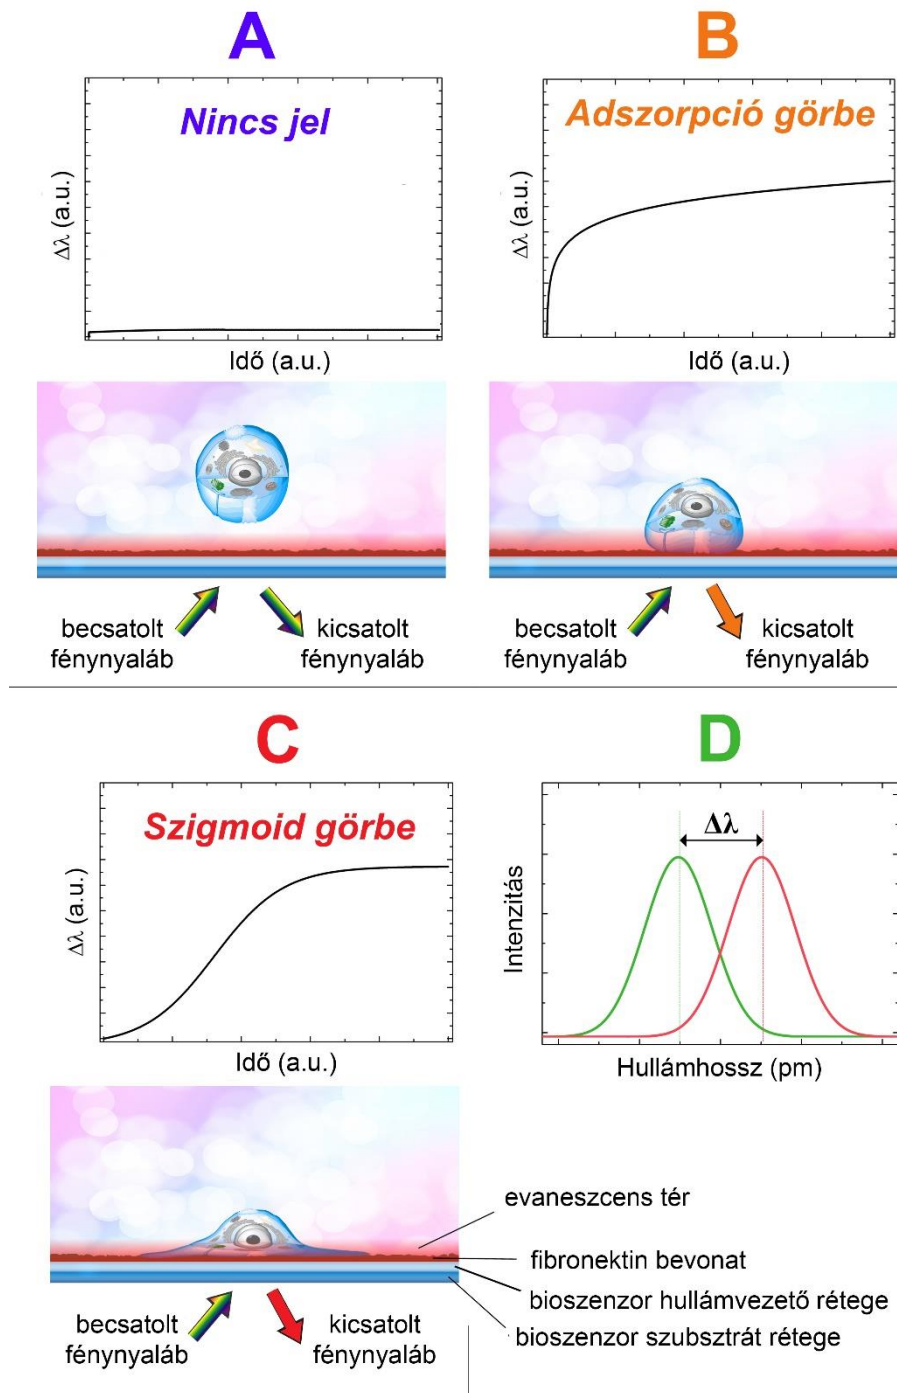 A
Nincs jel
Δλ (a.u.)
Idő (a.u.)
becsatolt
fénynyaláb
kicsatolt
fénynyaláb
B
Adszorpció görbe
Δλ (a.u.)
Idő (a.u.)
becsatolt
fénynyaláb
kicsatolt
fénynyaláb
C
Szigmoid görbe
Δλ (a.u.)
Idő (a.u.)
becsatolt
fénynyaláb
kicsatolt
fénynyaláb
D
Δλ
Intenzitás
Hullámhossz (pm)
evaneszcens tér
fibronektin bevonat
bioszenzor hullámvezető rétege
bioszenzor szubsztrát rétege